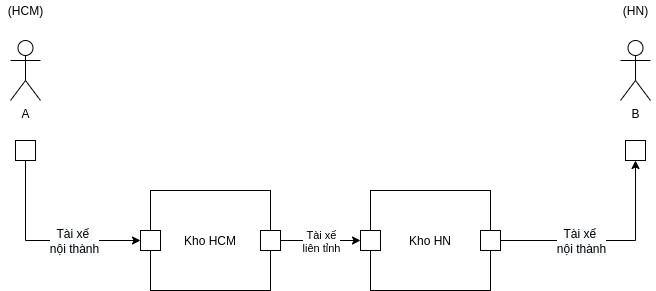 (HCM)
(HN)
A
B
Tài xế
nội thành
Kho HCM
Tài xế
liên tỉnh
Kho HN
Tài xế
nội thành